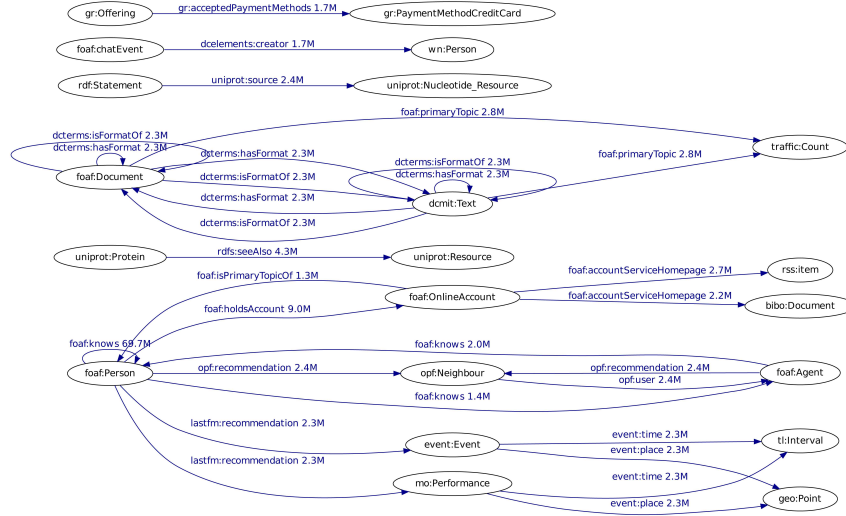 gr:Offering
gr:acceptedPaymentMethods 1.7M
gr:PaymentMethodCreditCard
foaf:chatEvent
dcelements:creator 1.7M
wn:Person
rdf:Statement
uniprot:source 2.4M
uniprot:Nucleotide_Resource
foaf:primaryTopic 2.8M
dcterms:isFormatOf 2.3M
dcterms:hasFormat 2.3M
dcterms:hasFormat 2.3M
foaf:primaryTopic 2.8M
traffic:Count
dcterms:isFormatOf 2.3M
dcterms:hasFormat 2.3M
foaf:Document
dcterms:isFormatOf 2.3M
dcterms:hasFormat 2.3M
dcmit:Text
dcterms:isFormatOf 2.3M
uniprot:Protein
rdfs:seeAlso 4.3M
uniprot:Resource
foaf:isPrimaryTopicOf 1.3M
foaf:accountServiceHomepage 2.7M
rss:item
foaf:OnlineAccount
foaf:accountServiceHomepage 2.2M
bibo:Document
foaf:holdsAccount 9.0M
foaf:knows 69.7M
foaf:knows 2.0M
foaf:Person
opf:recommendation 2.4M
opf:Neighbour
opf:recommendation 2.4M
opf:user 2.4M
foaf:Agent
foaf:knows 1.4M
lastfm:recommendation 2.3M
event:Event
event:time 2.3M
tl:Interval
event:place 2.3M
lastfm:recommendation 2.3M
mo:Performance
event:time 2.3M
event:place 2.3M
geo:Point